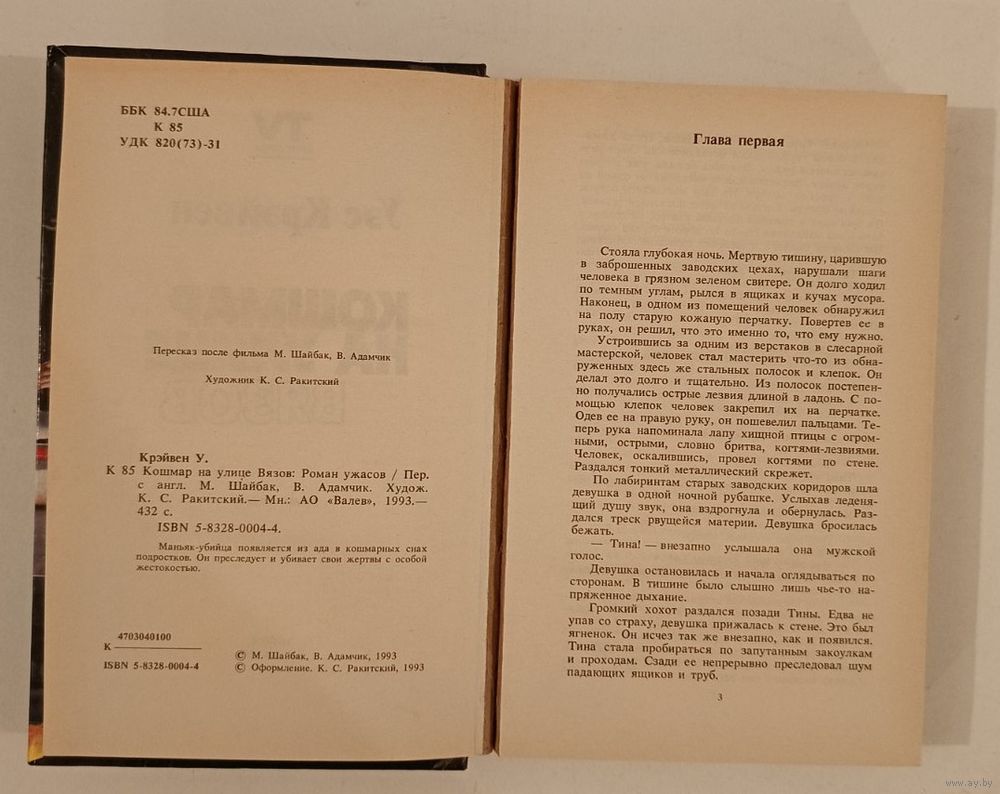 ББК 84.7США
К 85
УДК 820(73)-31
Пересказ после фильма М. Шайбак, В. Адамчик
Художник К. С. Ракитский
Крэйвен У.
К 85 Кошмар на улице Вязов: Роман ужасов / Пер.
с англ. М. Шайбак, В. Адамчик. Худож.
К. С. Ракитский.— Мн.: АО «Валев», 1993.—
432 с.
ISBN 5-8328-0004-4.
Маньяк-убийца появляется из ада в кошмарных снах
подростков. Он преследует и убивает свои жертвы с особой
жестокостью.
4703040100
К
ISBN 5-8328-0004-4
© М. Шайбак, В. Адамчик, 1993
© Оформление. К. С. Ракитский, 1993
Глава первая
Стояла глубокая ночь. Мертвую тишину, царившую
в заброшенных заводских цехах, нарушали шаги
человека в грязном зеленом свитере. Он долго ходил
по темным углам, рылся в ящиках и кучах мусора.
Наконец, в одном из помещений человек обнаружил
на полу старую кожаную перчатку. Повертев ее в
руках, он решил, что это именно то, что ему нужно.
Устроившись за одним из верстаков в слесарной
мастерской, человек стал мастерить что-то из обна-
руженных здесь же стальных полосок и клепок. Он
делал это долго и тщательно. Из полосок постепен-
но получались острые лезвия длиной в ладонь. С по-
мощью клепок человек закрепил их на перчатке.
Одев ее на правую руку, он пошевелил пальцами. Те-
перь рука напоминала лапу хищной птицы с огром-
ными, острыми, словно бритва, когтями-лезвиями.
Человек, оскалившись, провел когтями по стене.
Раздался тонкий металлический скрежет.
По лабиринтам старых заводских коридоров шла
девушка в одной ночной рубашке. Услыхав леденя-
щий душу звук, она вздрогнула и обернулась. Раз-
дался треск рвущейся материи. Девушка бросилась
бежать.
— Тина! — внезапно услышала она мужской
голос.
Девушка остановилась и начала оглядываться по
сторонам. В тишине было слышно лишь чье-то на-
пряженное дыхание.
Громкий хохот раздался позади Тины. Едва не
упав со страху, девушка прижалась к стене. Это был
ягненок. Он исчез так же внезапно, как и появился.
Тина стала пробираться по запутанным закоулкам
и проходам. Сзади ее непрерывно преследовал шум
падающих ящиков и труб.
3
www.ay.by